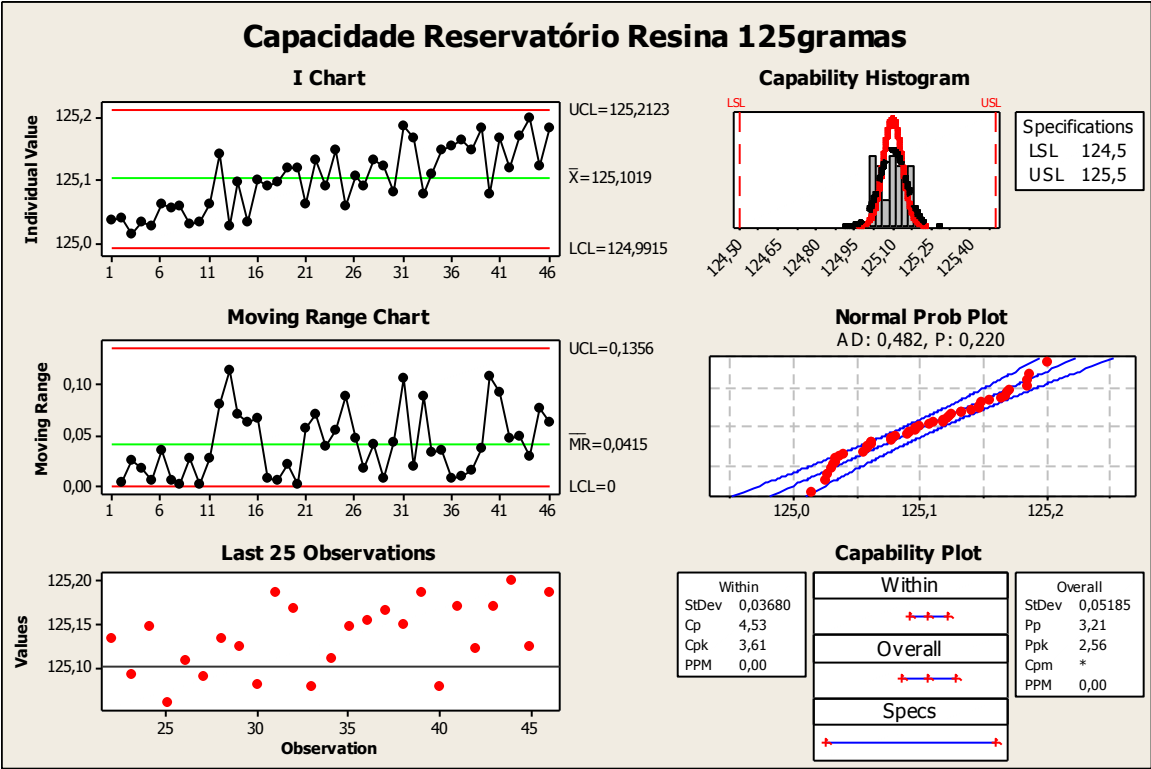 Capacidade Reservatório Resina 125gramas
I Chart
Individual Value
125,2
125,1
125,0
1 6 11 16 21 26 31 36 41 46
UCL=125,2123
X̅=125,1019
LCL=124,9915
Capability Histogram
LSL USL
124,50 124,65 124,80 124,95 125,10 125,25 125,40
Specifications
LSL 124,5
USL 125,5
Moving Range Chart
Moving Range
0,10
0,05
0,00
1 6 11 16 21 26 31 36 41 46
UCL=0,1356
M̅R̅=0,0415
LCL=0
Normal Prob Plot
AD: 0,482, P: 0,220
125,0 125,1 125,2
Last 25 Observations
Values
125,20
125,15
125,10
25 30 35 40 45
Observation
Capability Plot
Within
StDev 0,03680
Cp 4,53
Cpk 3,61
PPM 0,00
Within
Overall
Specs
Overall
StDev 0,05185
Pp 3,21
Ppk 2,56
Cpm *
PPM 0,00